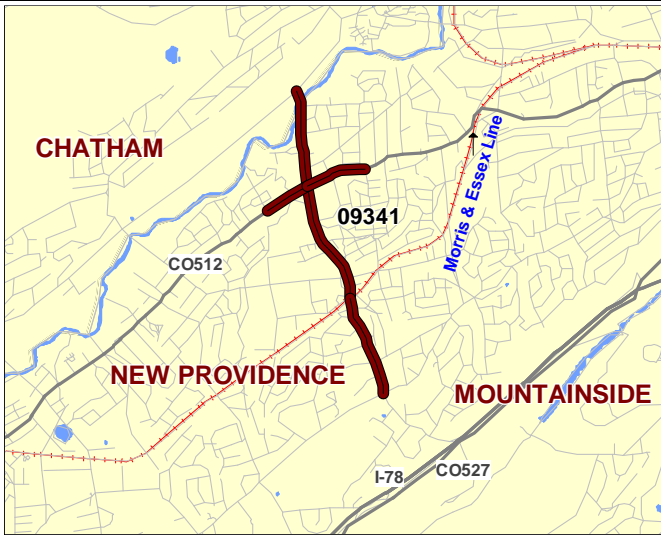 CHATHAM
Morris & Essex Line
09341
CO512
NEW PROVIDENCE
MOUNTAINSIDE
I-78
CO527